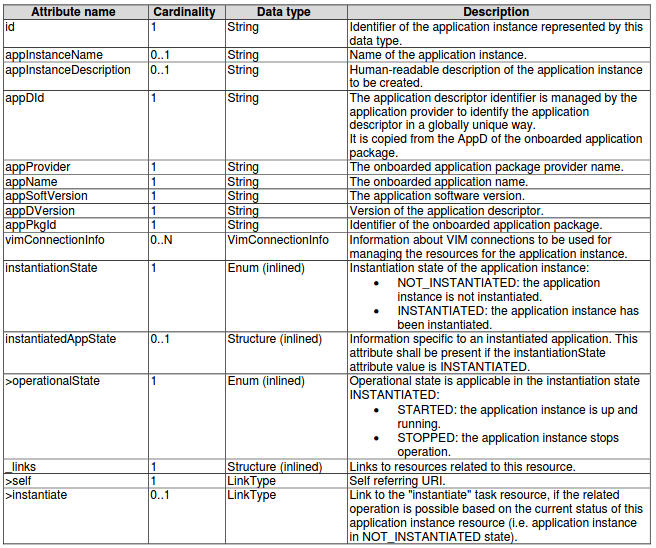 Attribute name Cardinality Data type Description
id 1 String Identifier of the application instance represented by this
data type.
appInstanceName 0..1 String Name of the application instance.
appInstanceDescription 0..1 String Human-readable description of the application instance
to be created.
appDId 1 String The application descriptor identifier is managed by the
application provider to identify the application
descriptor in a globally unique way.
It is copied from the AppD of the onboarded application
package.
appProvider 1 String The onboarded application package provider name.
appName 1 String The onboarded application name.
appSoftVersion 1 String The application software version.
appDVersion 1 String Version of the application descriptor.
appPkgId 1 String Identifier of the onboarded application package.
vimConnectionInfo 0..N VimConnectionInfo Information about VIM connections to be used for
managing the resources for the application instance.
instantiationState 1 Enum (inlined) Instantiation state of the application instance:
• NOT_INSTANTIATED: the application
instance is not instantiated.
• INSTANTIATED: the application instance has
been instantiated.
instantiatedAppState 0..1 Structure (inlined) Information specific to an instantiated application. This
attribute shall be present if the instantiationState
attribute value is INSTANTIATED.
>operationalState 1 Enum (inlined) Operational state is applicable in the instantiation state
INSTANTIATED:
• STARTED: the application instance is up and
running.
• STOPPED: the application instance stops
operation.
_links 1 Structure (inlined) Links to resources related to this resource.
>self 1 LinkType Self referring URI.
>instantiate 0..1 LinkType Link to the "instantiate" task resource, if the related
operation is possible based on the current status of this
application instance resource (i.e. application instance
in NOT_INSTANTIATED state).